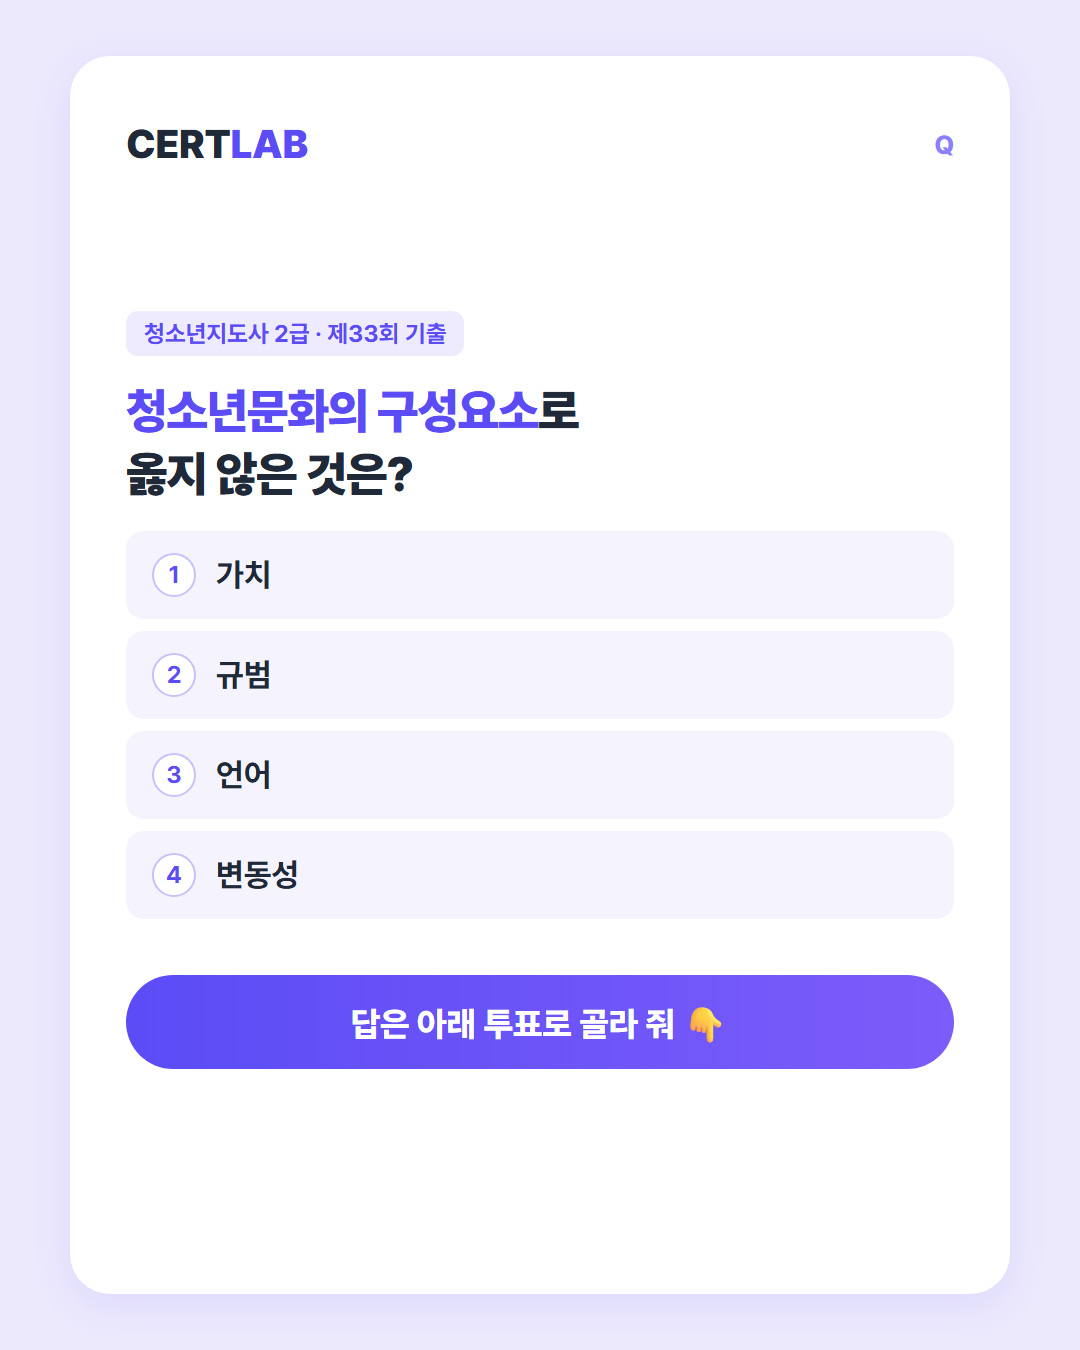 CERTLAB
Q
청소년지도사 2급 · 제33회 기출
청소년문화의 구성요소로
옳지 않은 것은?
1 가치
2 규범
3 언어
4 변동성
답은 아래 투표로 골라 줘 👇